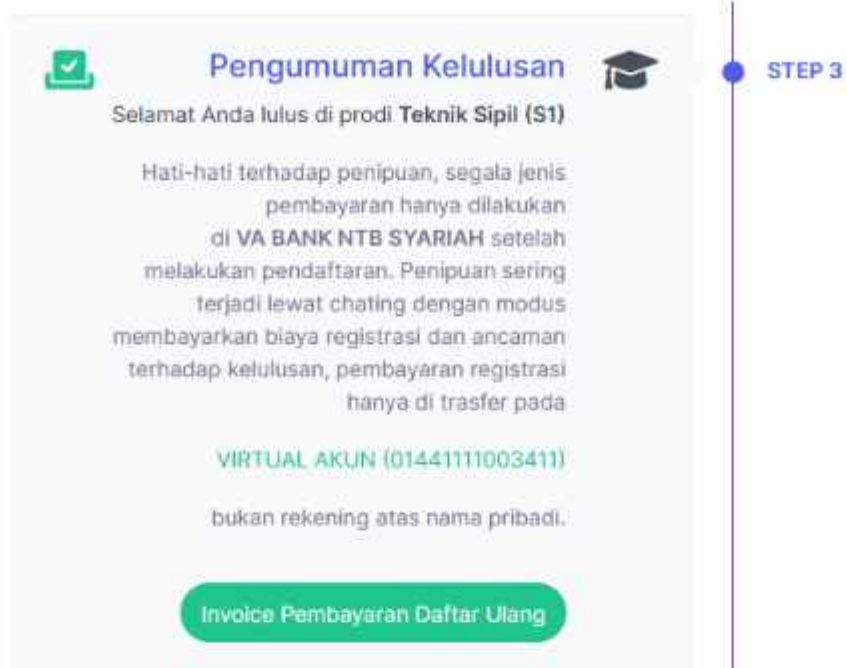 Pengumuman Kelulusan
STEP 3
Selamat Anda lulus di prodi Teknik Sipil (S1)
Hati-hati terhadap penipuan, segala jenis
pembayaran hanya dilakukan
di VA BANK NTB SYARIAH setelah
melakukan pendaftaran. Penipuan sering
terjadi lewat chating dengan modus
membayarkan biaya registrasi dan ancaman
terhadap kelulusan, pembayaran registrasi
hanya di trasfer pada
VIRTUAL AKUN (01441111003411)
bukan rekening atas nama pribadi.
Invoice Pembayaran Daftar Ulang